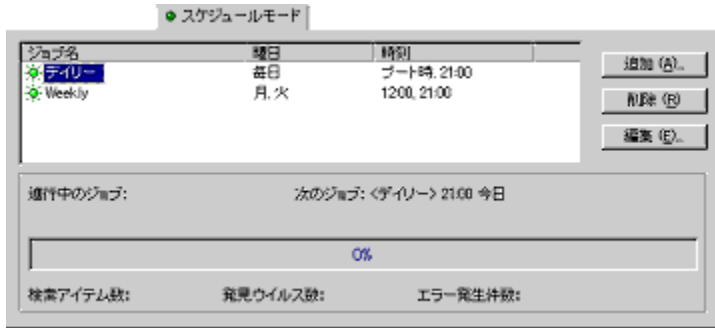 スケジュールモード
ジョブ名 曜日 時刻
デイリー 毎日 ブート時, 21:00
Weekly 月, 火 12:00, 21:00
追加 (A)...
削除 (R)
編集 (E)...
進行中のジョブ: 次のジョブ: <デイリー> 21:00 今日
0%
検索アイテム数: 発見ウイルス数: エラー発生件数: